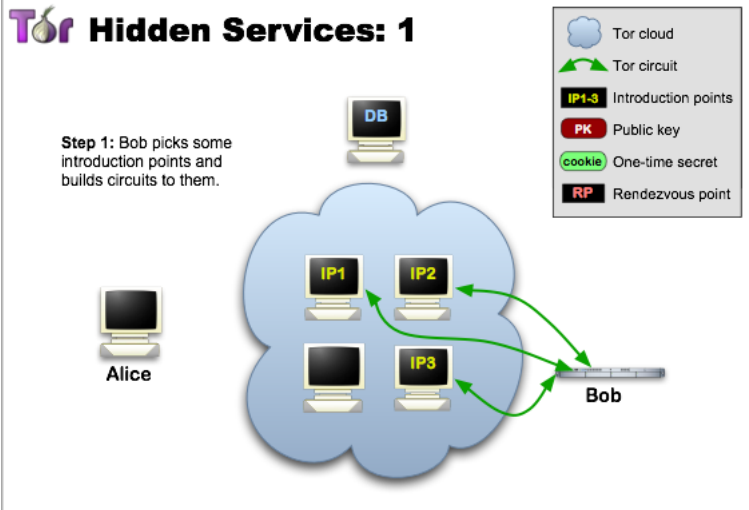 Tor Hidden Services: 1
Tor cloud
Tor circuit
IP1-3 Introduction points
PK Public key
cookie One-time secret
RP Rendezvous point
DB
Step 1: Bob picks some
introduction points and
builds circuits to them.
IP1 IP2
IP3
Alice
Bob